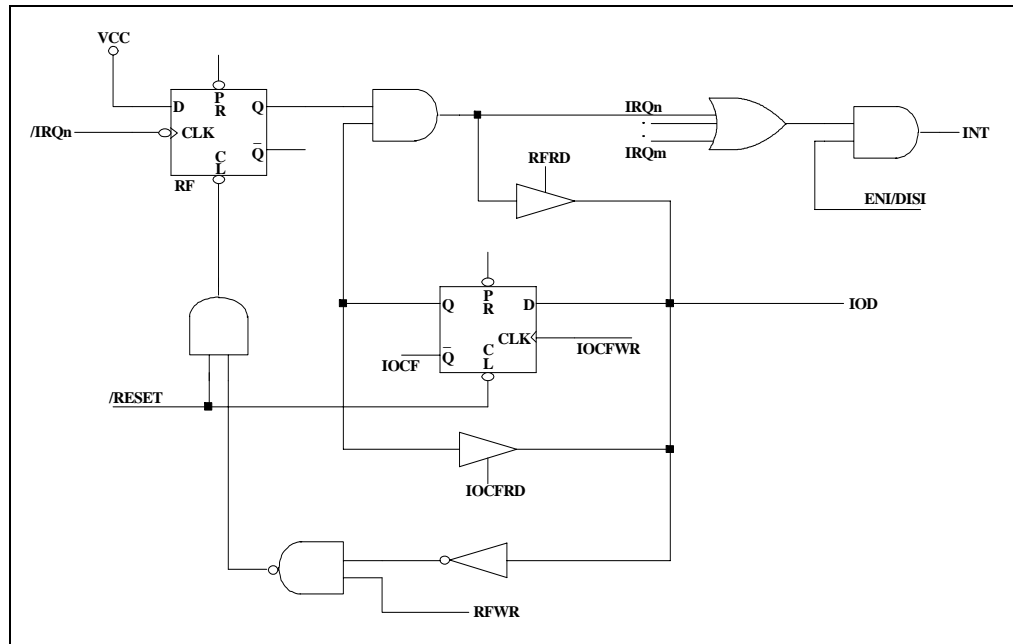 VCC
D
P
R
Q
/IRQn
CLK
C
L
Q
RF
IRQn
.
.
IRQm
INT
RFRD
ENI/DISI
Q
P
R
D
IOD
CLK
IOCFWR
IOCF
Q
C
L
/RESET
IOCFRD
RFWR